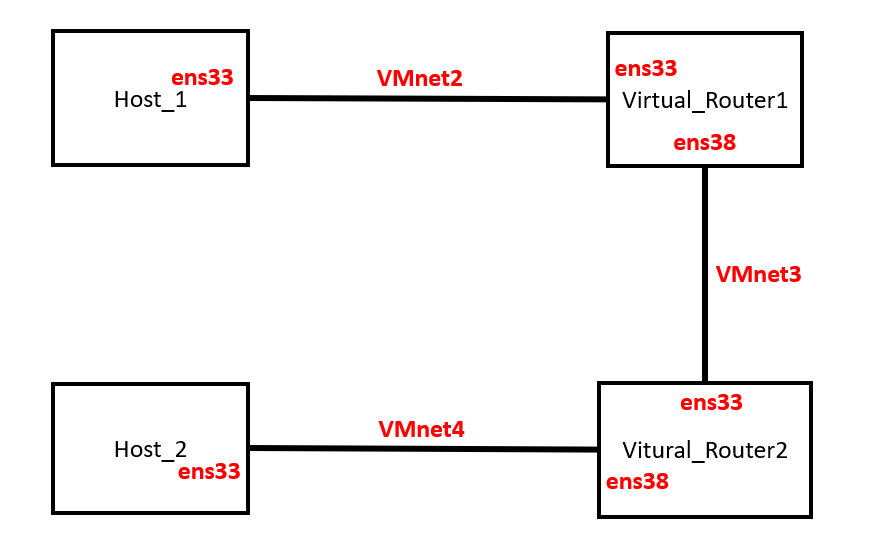 ens33
Host_1
VMnet2
ens33
Virtual_Router1
ens38
VMnet3
Host_2
ens33
VMnet4
ens33
Vitural_Router2
ens38